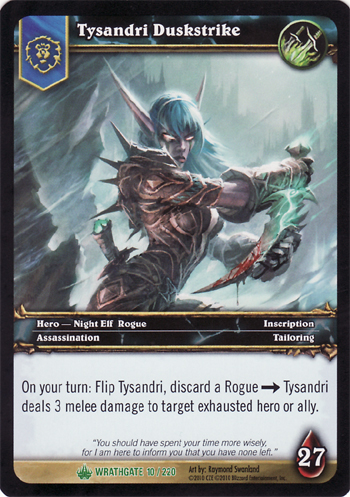 Tysandri Duskstrike
Hero — Night Elf Rogue
Inscription
Assassination
Tailoring
On your turn: Flip Tysandri, discard a Rogue → Tysandri
deals 3 melee damage to target exhausted hero or ally.
27
"You should have spent your time more wisely,
for I am here to inform you that you have none left."
WRATHGATE 10/220
Art by: Raymond Swanland
©2010 CZE ©2010 Blizzard Entertainment, Inc.